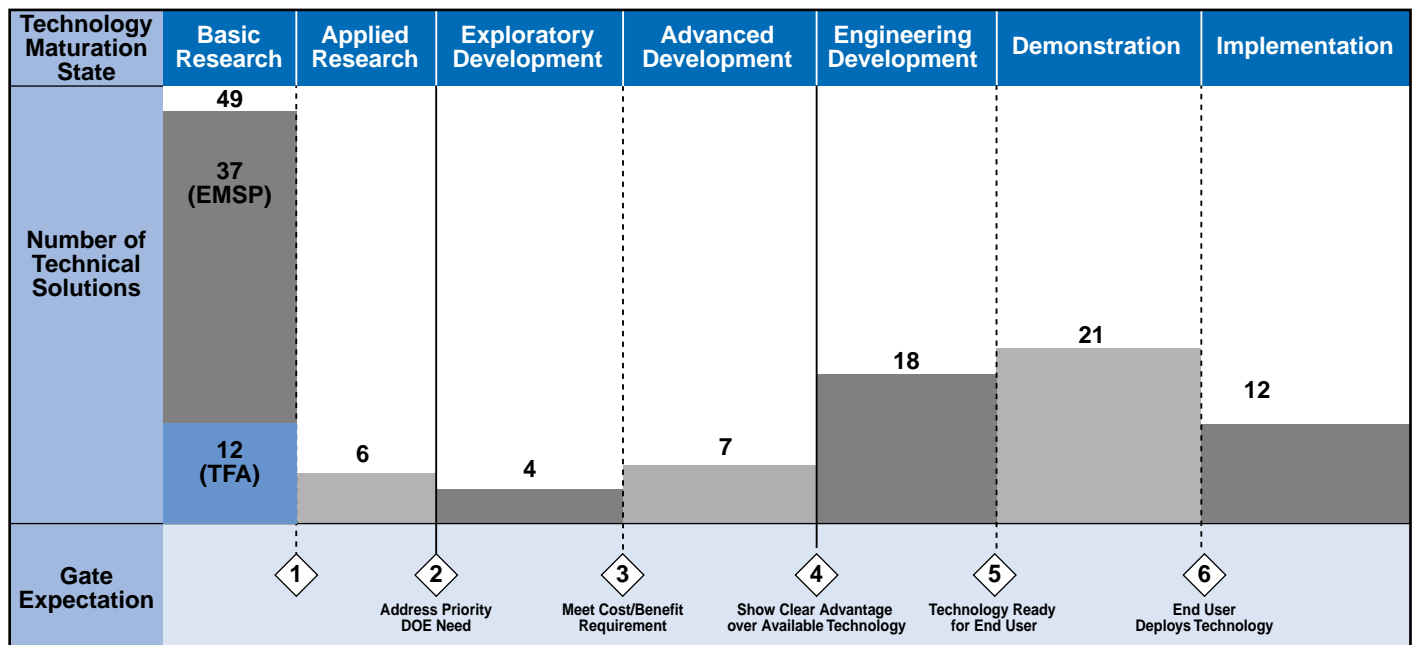 Technology
Maturation
State
Basic
Research
Applied
Research
Exploratory
Development
Advanced
Development
Engineering
Development
Demonstration
Implementation
Number of
Technical
Solutions
49
37
(EMSP)
12
(TFA)
6
4
7
18
21
12
Gate
Expectation
1
2
Address Priority
DOE Need
3
Meet Cost/Benefit
Requirement
4
Show Clear Advantage
over Available Technology
5
Technology Ready
for End User
6
End User
Deploys Technology